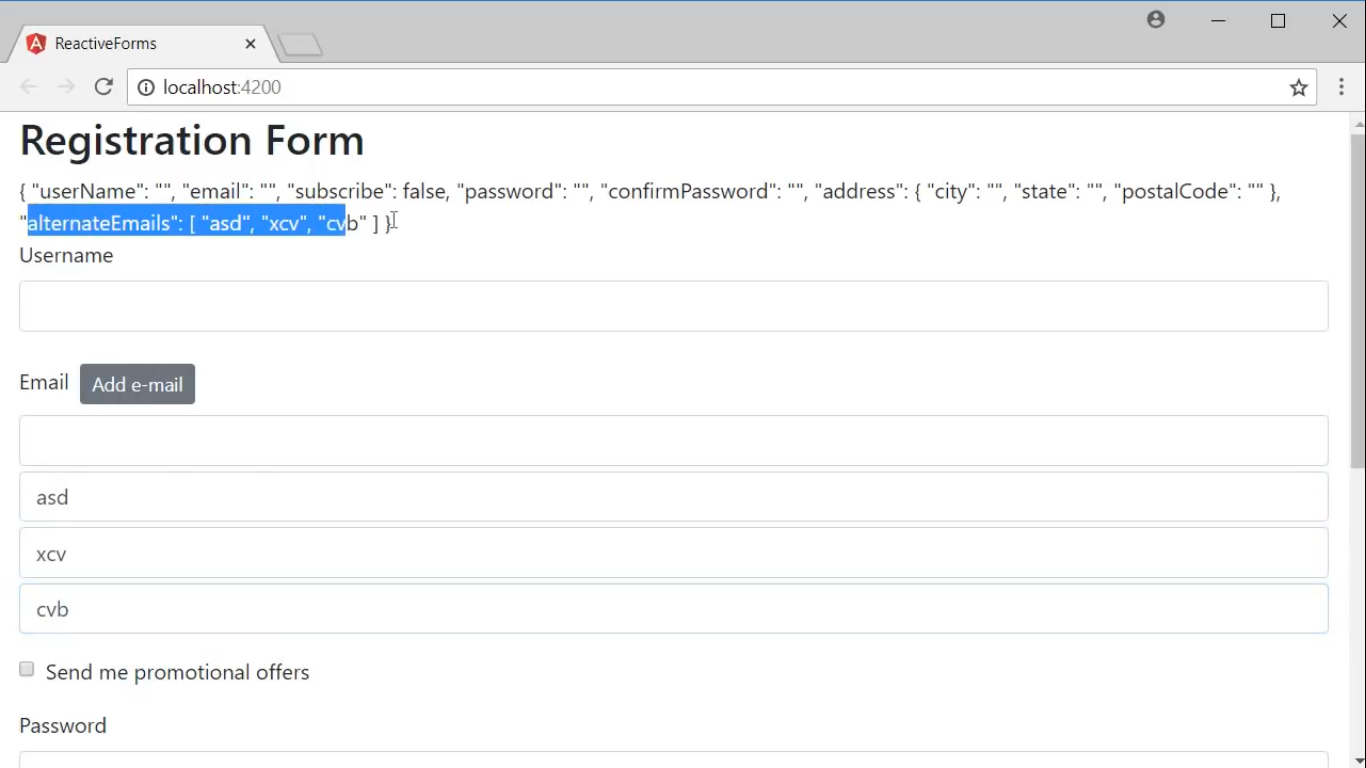 ReactiveForms
localhost:4200
Registration Form
{ "userName": "", "email": "", "subscribe": false, "password": "", "confirmPassword": "", "address": { "city": "", "state": "", "postalCode": "" },
"alternateEmails": [ "asd", "xcv", "cvb" ] }
Username
Email Add e-mail
asd
xcv
cvb
Send me promotional offers
Password